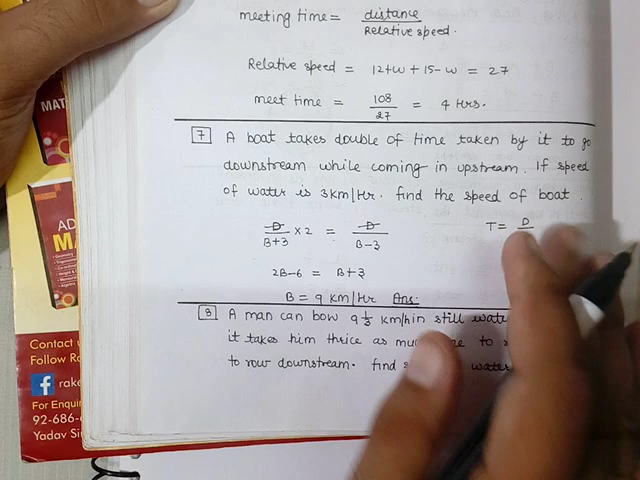 meeting time = distance / Relative speed.
Relative speed = 12+w + 15-w = 27
meet time = 108 / 27 = 4 Hrs.
7 A boat takes double of time taken by it to go
downstream while coming in upstream. If speed
of water is 3km/Hr. find the speed of boat.
D / B+3 × 2 = D / B-3
T = D
2B-6 = B+3
B = 9 km/Hr Ans:
8 A man can bow 9 1/3 km/h in still
it takes him thrice as
to row downstream. find water
MAT
AD
Contact
Follow
f
For
92-686-
Yadav